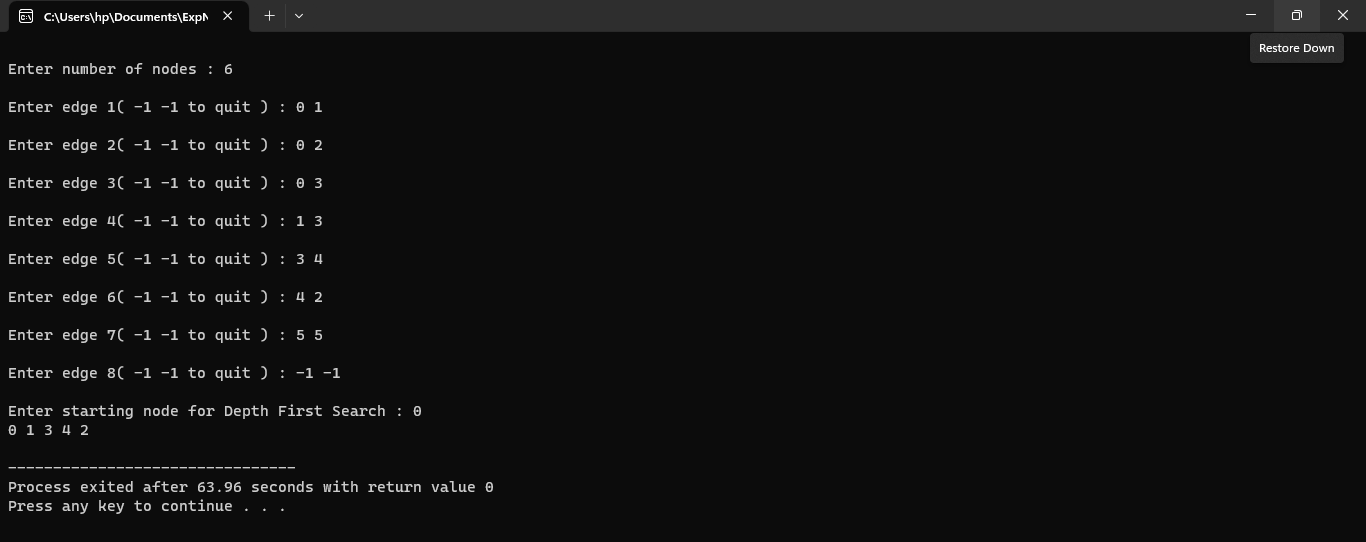 C:\Users\hp\Documents\ExpN
Restore Down
Enter number of nodes : 6
Enter edge 1( -1 -1 to quit ) : 0 1
Enter edge 2( -1 -1 to quit ) : 0 2
Enter edge 3( -1 -1 to quit ) : 0 3
Enter edge 4( -1 -1 to quit ) : 1 3
Enter edge 5( -1 -1 to quit ) : 3 4
Enter edge 6( -1 -1 to quit ) : 4 2
Enter edge 7( -1 -1 to quit ) : 5 5
Enter edge 8( -1 -1 to quit ) : -1 -1
Enter starting node for Depth First Search : 0
0 1 3 4 2
--------------------------------
Process exited after 63.96 seconds with return value 0
Press any key to continue . . .